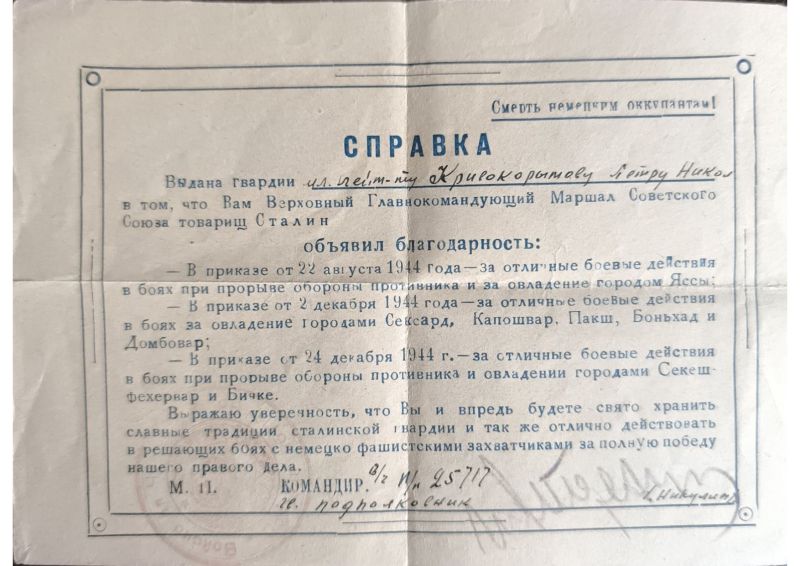 Смерть немецким оккупантам!
СПРАВКА
Выдана гвардии мл. лейт-ту Кривокорытову Петру Никол
в том, что Вам Верховный Главнокомандующий Маршал Советского
Союза товарищ Сталин
объявил благодарность:
— В приказе от 22 августа 1944 года—за отличные боевые действия
в боях при прорыве обороны противника и за овладение городом Яссы;
— В приказе от 2 декабря 1944 года—за отличные боевые действия
в боях за овладение городами Сексард, Капошвар, Пакш, Боньхад и
Домбовар;
— В приказе от 24 декабря 1944 г.—за отличные боевые действия
в боях при прорыве обороны противника и овладении городами Секеш-
фехервар и Бичке.
Выражаю уверенность, что Вы и впредь будете свято хранить
славные традиции сталинской гвардии и так же отлично действовать
в решающих боях с немецко фашистскими захватчиками за полную победу
нашего правого дела.
М. П. КОМАНДИР. в/ч п/п 25717
гв. подполковник Никулин